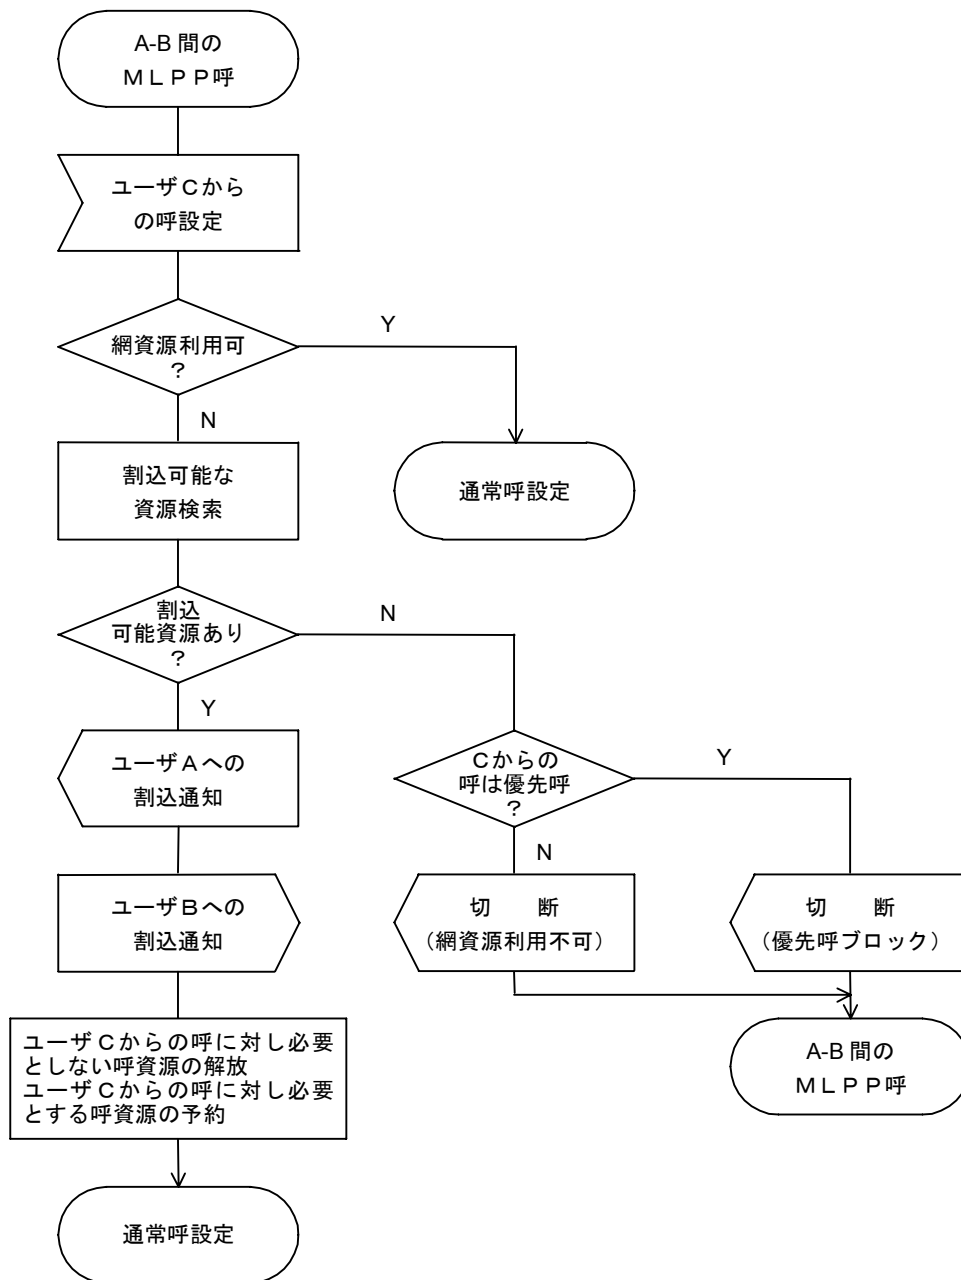 A-B 間の
ＭＬＰＰ呼
ユーザＣから
の呼設定
網資源利用可
？
Y
N
割込可能な
資源検索
通常呼設定
割込
可能資源あり
？
N
Y
ユーザＡへの
割込通知
Ｃからの
呼は優先呼
？
Y
N
ユーザＢへの
割込通知
切　　断
（網資源利用不可）
切　　断
（優先呼ブロック）
ユーザＣからの呼に対し必要
としない呼資源の解放
ユーザＣからの呼に対し必要
とする呼資源の予約
A-B 間の
ＭＬＰＰ呼
通常呼設定